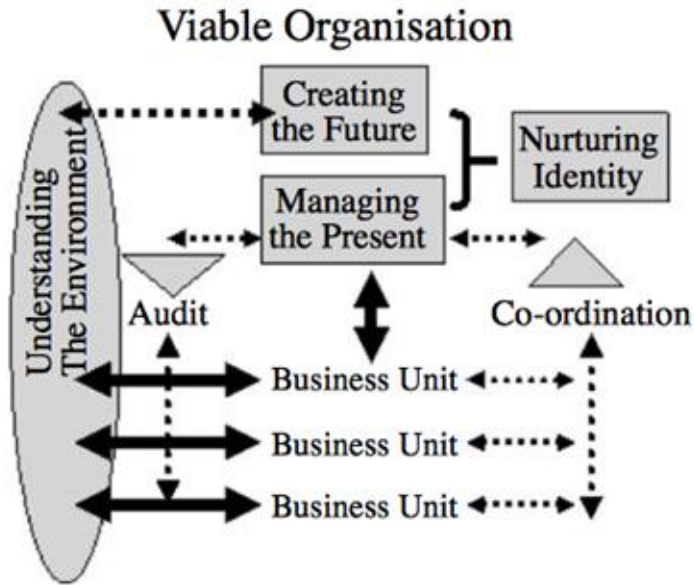 Viable Organisation
Creating
the Future
Nurturing
Identity
Managing
the Present
Understanding
The Environment
Audit
Co-ordination
Business Unit
Business Unit
Business Unit